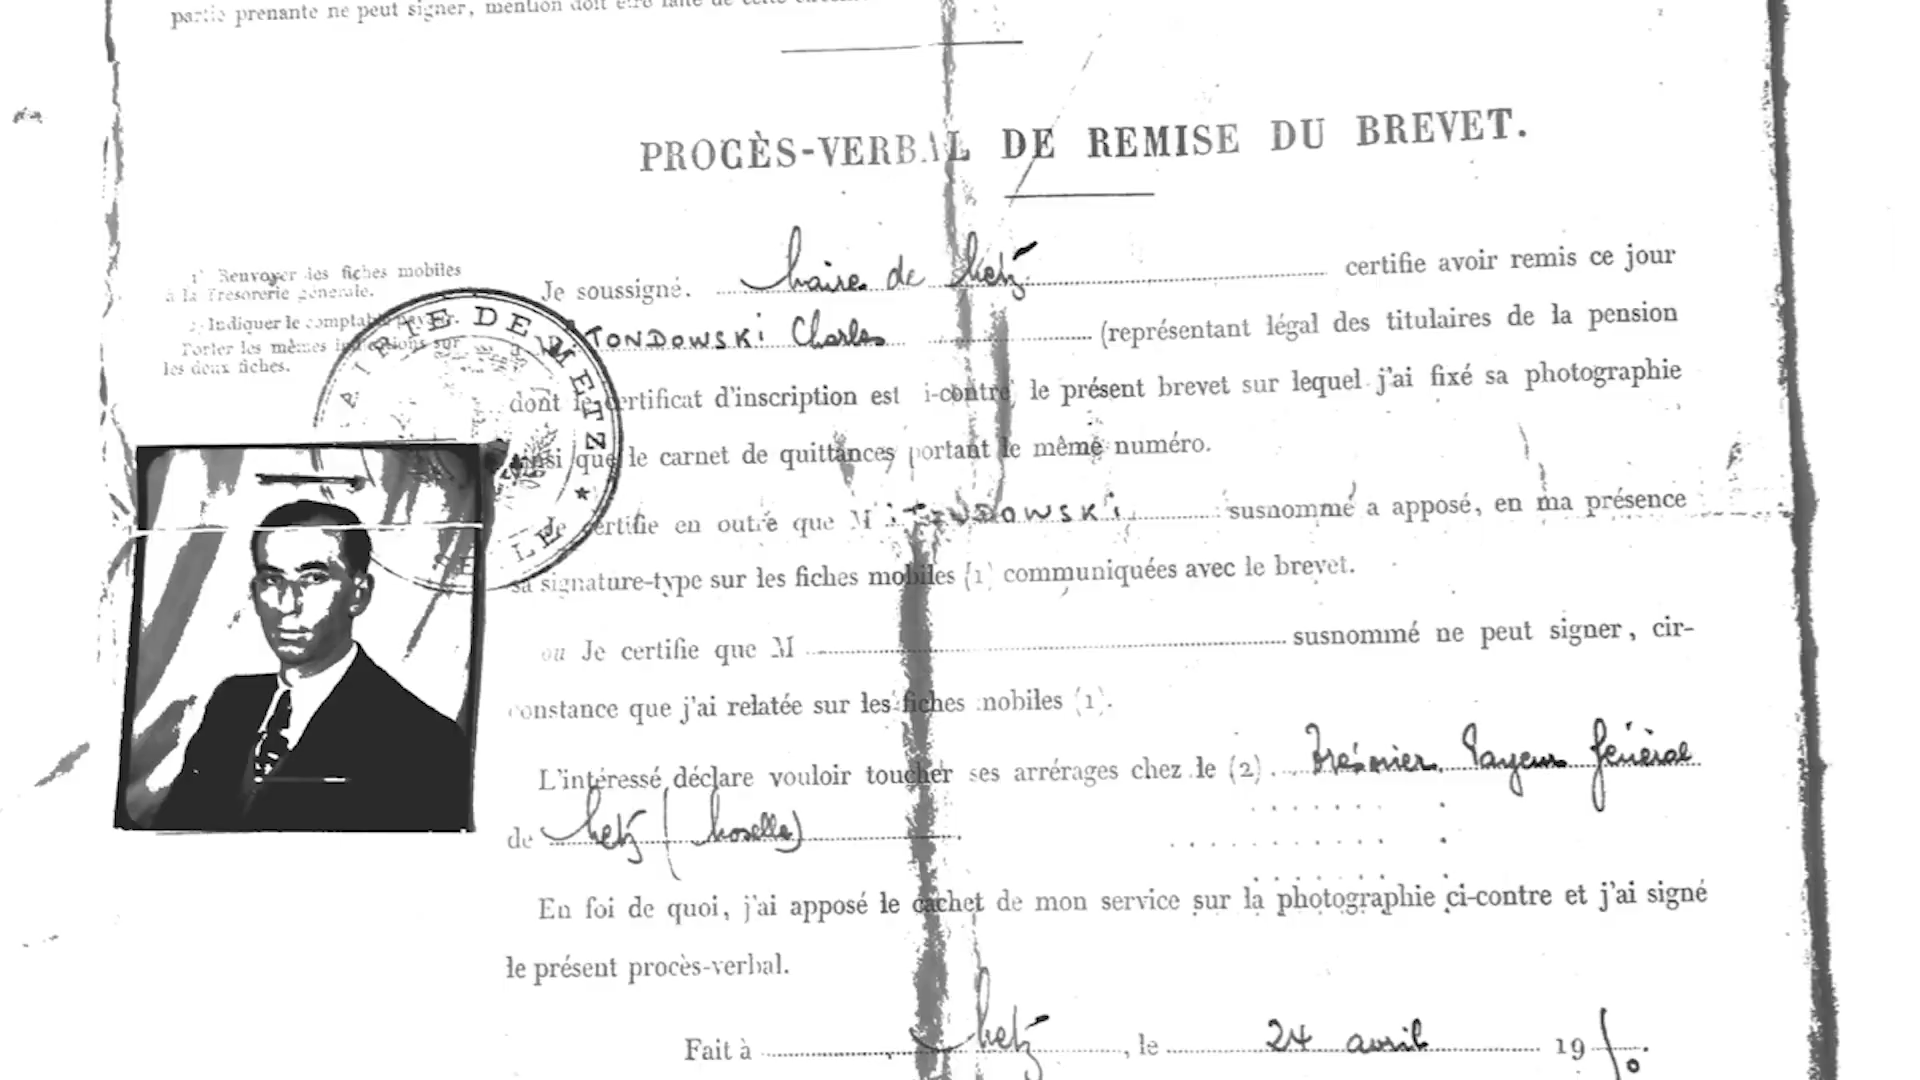 partie prenante ne peut signer, mention doit être faite de cette
PROCÈS-VERBAL DE REMISE DU BREVET.
1° Renvoyer les fiches mobiles
à la Trésorerie générale.
2° Indiquer le comptable payeur.
Porter les mêmes indications sur
les deux fiches.
MAIRIE DE METZ
Je soussigné. Maire de Metz certifie avoir remis ce jour
TONDOWSKi Charles (représentant légal des titulaires de la pension
dont le certificat d'inscription est ci-contre, le présent brevet sur lequel j'ai fixé sa photographie
ainsi que le carnet de quittances portant le même numéro.
Je certifie en outre que M TONDOWSKi susnommé a apposé, en ma présence
sa signature-type sur les fiches mobiles (1) communiquées avec le brevet.
ou Je certifie que M susnommé ne peut signer, cir-
constance que j'ai relatée sur les fiches mobiles (1).
L'intéressé déclare vouloir toucher ses arrérages chez le (2). Trésorier Payeur Général
de Metz (Moselle)
En foi de quoi, j'ai apposé le cachet de mon service sur la photographie ci-contre et j'ai signé
le présent procès-verbal.
Fait à Metz, le 24 avril 19